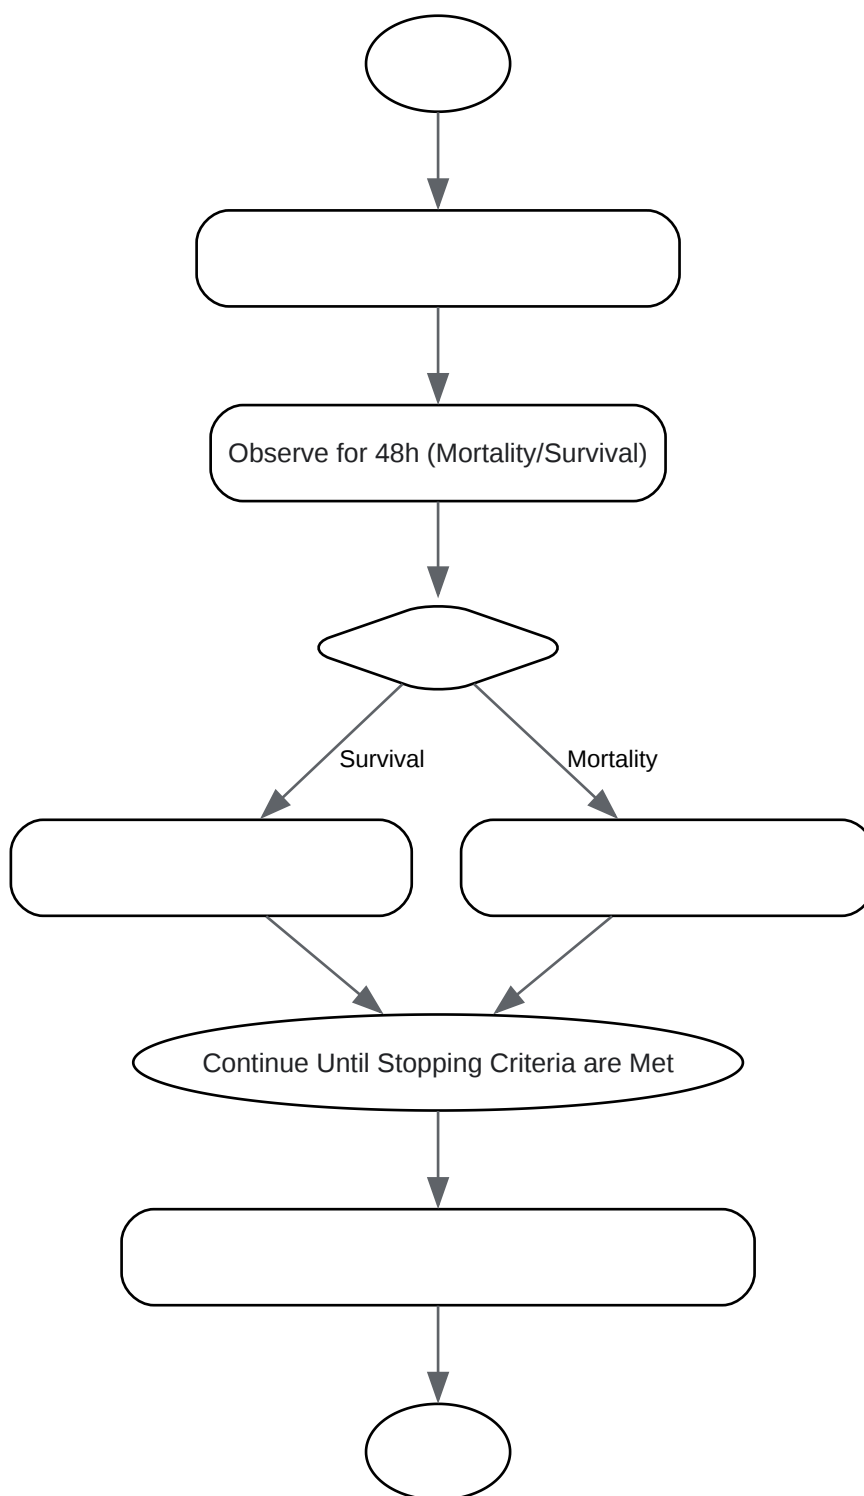 Observe for 48h (Mortality/Survival)
Survival
Mortality
Continue Until Stopping Criteria are Met